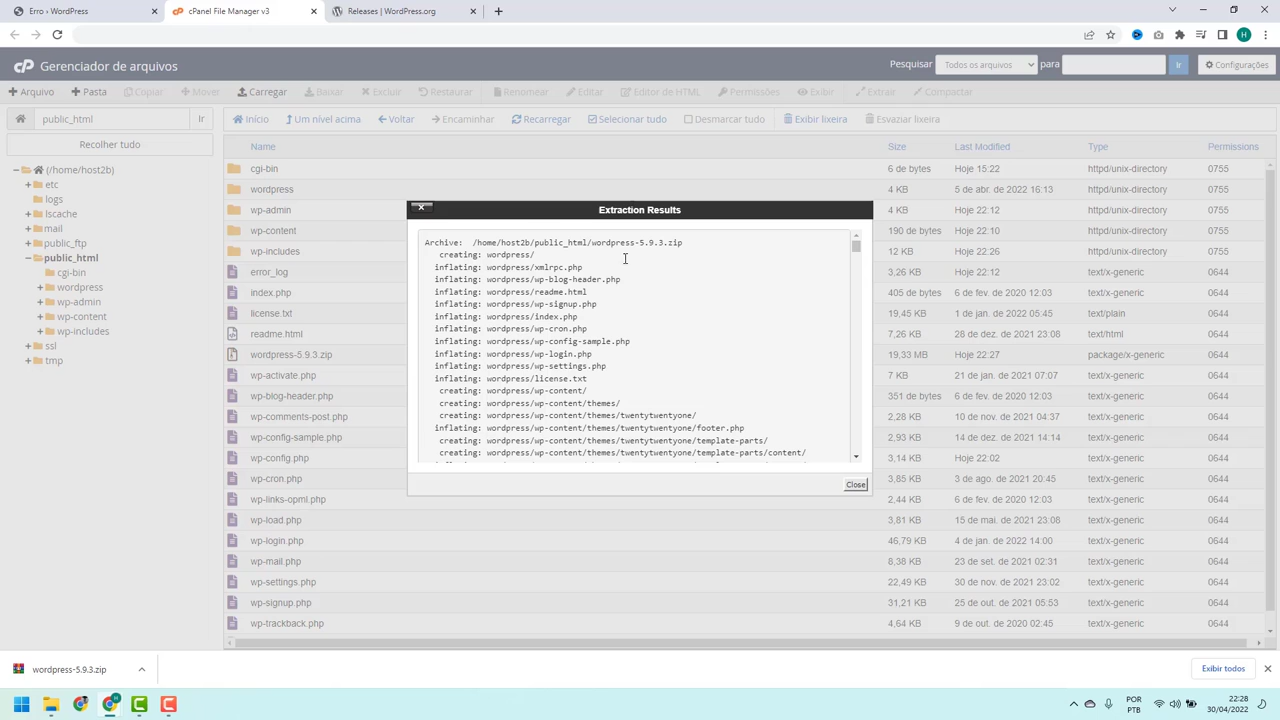 Erro › WordPress
cPanel File Manager v3
Releases | WordPress.org
Gerenciador de arquivos
Pesquisar Todos os arquivos para Ir Configurações
Arquivo Pasta Copiar Mover Carregar Baixar Excluir Restaurar Renomear Editar Editor de HTML Permissões Exibir Extrair Compactar
public_html Ir Início Um nível acima Voltar Encaminhar Recarregar Selecionar tudo Desmarcar tudo Exibir lixeira Esvaziar lixeira
Recolher tudo
(/home/host2b)
etc
logs
lscache
mail
public_ftp
public_html
cgi-bin
wordpress
wp-admin
wp-content
wp-includes
ssl
tmp
Name Size Last Modified Type Permissions
cgi-bin 6 de bytes Hoje 15:22 httpd/unix-directory 0755
wordpress 4 KB 5 de abr. de 2022 16:13 httpd/unix-directory 0755
wp-admin 4 KB Hoje 22:12 httpd/unix-directory 0755
wp-content 190 de bytes Hoje 22:10 httpd/unix-directory 0755
wp-includes 12 KB Hoje 22:26 httpd/unix-directory 0755
error_log 3,26 KB Hoje 22:12 text/x-generic 0644
index.php 405 de bytes 6 de fev. de 2020 12:03 text/x-generic 0644
license.txt 19,45 KB 1 de jan. de 2022 05:45 text/plain 0644
readme.html 7,26 KB 28 de dez. de 2021 23:08 text/html 0644
wordpress-5.9.3.zip 19,33 MB Hoje 22:27 package/x-generic 0644
wp-activate.php 7 KB 21 de jan. de 2021 07:07 text/x-generic 0644
wp-blog-header.php 351 de bytes 6 de fev. de 2020 12:03 text/x-generic 0644
wp-comments-post.php 2,28 KB 10 de nov. de 2021 04:37 text/x-generic 0644
wp-config-sample.php 2,93 KB 14 de dez. de 2021 14:14 text/x-generic 0644
wp-config.php 3,14 KB Hoje 22:02 text/x-generic 0644
wp-cron.php 3,85 KB 3 de ago. de 2021 20:45 text/x-generic 0644
wp-links-opml.php 2,44 KB 6 de fev. de 2020 12:03 text/x-generic 0644
wp-load.php 3,81 KB 15 de mai. de 2021 23:08 text/x-generic 0644
wp-login.php 46,79 KB 4 de jan. de 2022 14:00 text/x-generic 0644
wp-mail.php 8,38 KB 23 de set. de 2021 02:31 text/x-generic 0644
wp-settings.php 22,49 KB 30 de nov. de 2021 23:02 text/x-generic 0644
wp-signup.php 31,21 KB 25 de out. de 2021 05:53 text/x-generic 0644
wp-trackback.php 4,64 KB 9 de out. de 2020 02:45 text/x-generic 0644
Extraction Results
Archive: /home/host2b/public_html/wordpress-5.9.3.zip
creating: wordpress/
inflating: wordpress/xmlrpc.php
inflating: wordpress/wp-blog-header.php
inflating: wordpress/readme.html
inflating: wordpress/wp-signup.php
inflating: wordpress/index.php
inflating: wordpress/wp-cron.php
inflating: wordpress/wp-config-sample.php
inflating: wordpress/wp-login.php
inflating: wordpress/wp-settings.php
inflating: wordpress/license.txt
creating: wordpress/wp-content/
creating: wordpress/wp-content/themes/
creating: wordpress/wp-content/themes/twentytwentyone/
inflating: wordpress/wp-content/themes/twentytwentyone/footer.php
creating: wordpress/wp-content/themes/twentytwentyone/template-parts/
creating: wordpress/wp-content/themes/twentytwentyone/template-parts/content/
Close
wordpress-5.9.3.zip Exibir todos
POR
PTB
22:28
30/04/2022